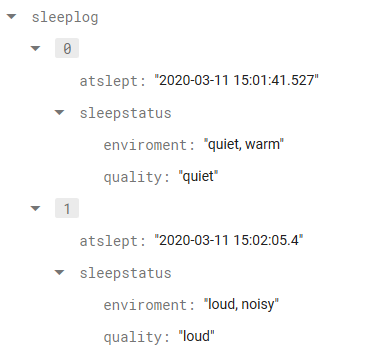 sleeplog
0
atslept: "2020-03-11 15:01:41.527"
sleepstatus
enviroment: "quiet, warm"
quality: "quiet"
1
atslept: "2020-03-11 15:02:05.4"
sleepstatus
enviroment: "loud, noisy"
quality: "loud"